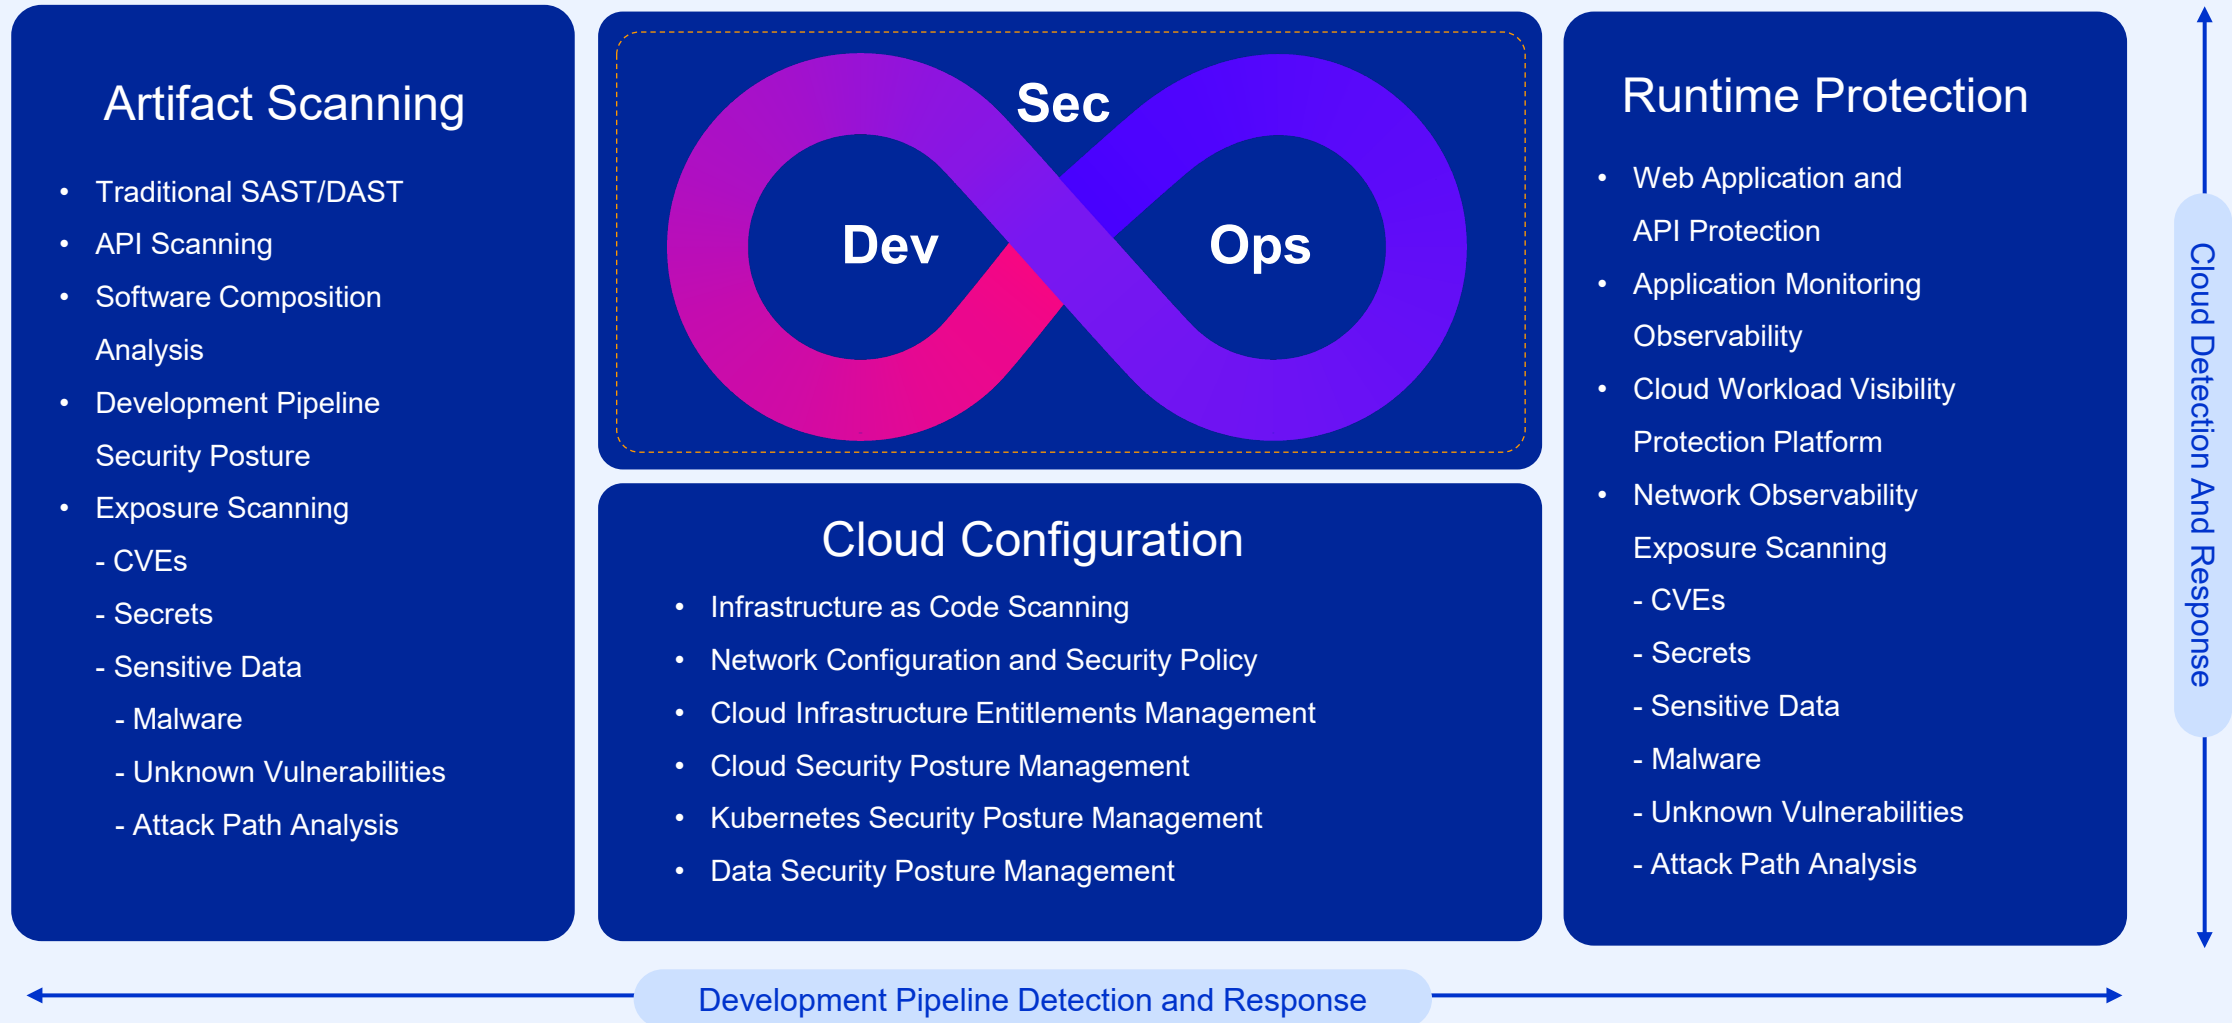 Artifact Scanning
• Traditional SAST/DAST
• API Scanning
• Software Composition
Analysis
• Development Pipeline
Security Posture
• Exposure Scanning
- CVEs
- Secrets
- Sensitive Data
- Malware
- Unknown Vulnerabilities
- Attack Path Analysis
Sec
Dev
Ops
Cloud Configuration
• Infrastructure as Code Scanning
• Network Configuration and Security Policy
• Cloud Infrastructure Entitlements Management
• Cloud Security Posture Management
• Kubernetes Security Posture Management
• Data Security Posture Management
Runtime Protection
• Web Application and
API Protection
• Application Monitoring
Observability
• Cloud Workload Visibility
Protection Platform
• Network Observability
Exposure Scanning
- CVEs
- Secrets
- Sensitive Data
- Malware
- Unknown Vulnerabilities
- Attack Path Analysis
Cloud Detection And Response
Development Pipeline Detection and Response